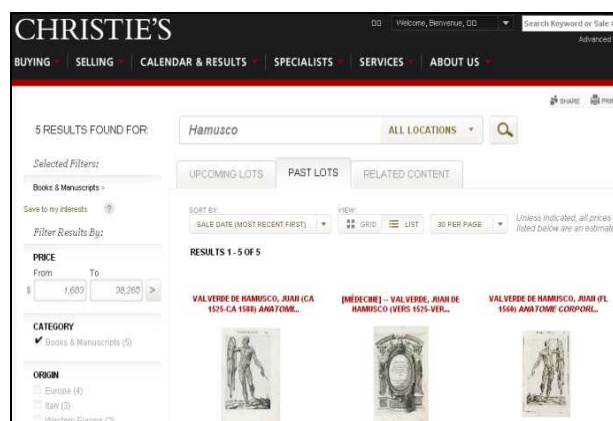 CHRISTIE'S
Welcome, Bienvenue,
Search Keyword or Sale #
Advanced
BUYING SELLING CALENDAR & RESULTS SPECIALISTS SERVICES ABOUT US
SHARE PRIN
5 RESULTS FOUND FOR:
Hamusco
ALL LOCATIONS
Selected Filters:
Books & Manuscripts
Save to my interests ?
UPCOMING LOTS
PAST LOTS
RELATED CONTENT
Filter Results By:
SORT BY:
SALE DATE (MOST RECENT FIRST)
VIEW:
GRID LIST
30 PER PAGE
Unless indicated, all prices
listed below are an estimate
RESULTS 1 - 5 OF 5
PRICE
From To
$ 1,683 38,265 >
CATEGORY
✔ Books & Manuscripts (5)
ORIGIN
Europe (4)
Italy (3)
Western Europe
VALVERDE DE HAMUSCO, JUAN (CA
1525-CA 1588) ANATOMI...
[MÉDECINE] -- VALVERDE, JUAN DE
HAMUSCO (VERS 1525-VER...
VALVERDE DE HAMUSCO, JUAN (FL
1560) ANATOME CORPORI...